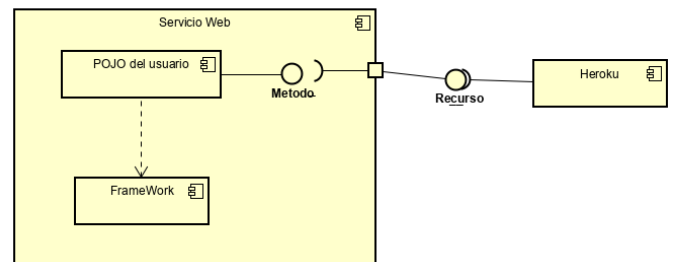 Servicio Web
POJO del usuario
Metodo
Recurso
Heroku
FrameWork